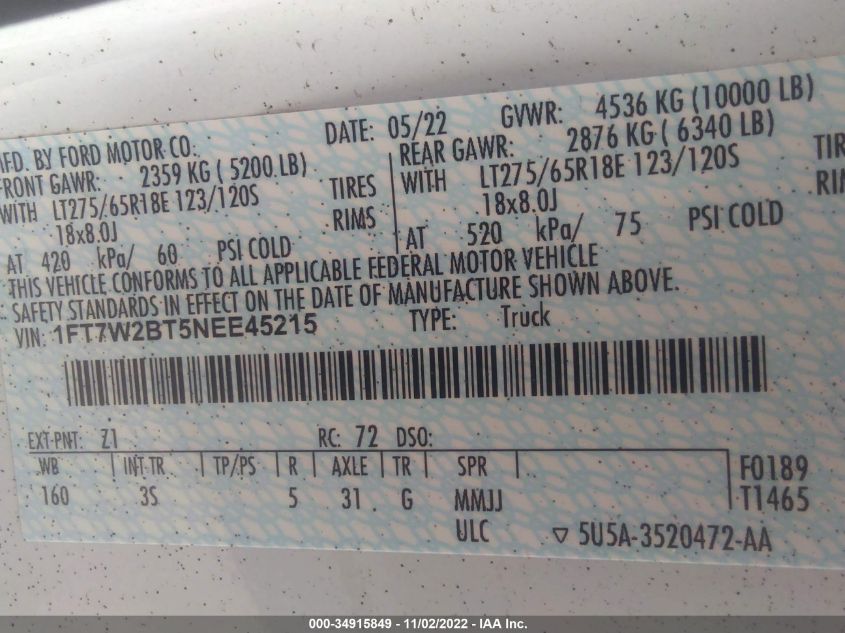 MFD. BY FORD MOTOR CO. DATE: 05/22 GVWR: 4536 KG (10000 LB)
FRONT GAWR: 2359 KG ( 5200 LB) REAR GAWR: 2876 KG ( 6340 LB)
WITH LT275/65R18E 123/120S TIRES WITH LT275/65R18E 123/120S TIR
18x8.0J RIMS 18x8.0J RIM
AT 420 kPa/ 60 PSI COLD AT 520 kPa/ 75 PSI COLD
THIS VEHICLE CONFORMS TO ALL APPLICABLE FEDERAL MOTOR VEHICLE
SAFETY STANDARDS IN EFFECT ON THE DATE OF MANUFACTURE SHOWN ABOVE.
VIN: 1FT7W2BT5NEE45215 TYPE: Truck
EXT-PNT: Z1 RC: 72 DSO:
WB INT TR TP/PS R AXLE TR SPR F0189
160 3S 5 31 G MMJJ T1465
ULC ▽ 5U5A-3520472-AA
000-34915849 - 11/02/2022 - IAA Inc.